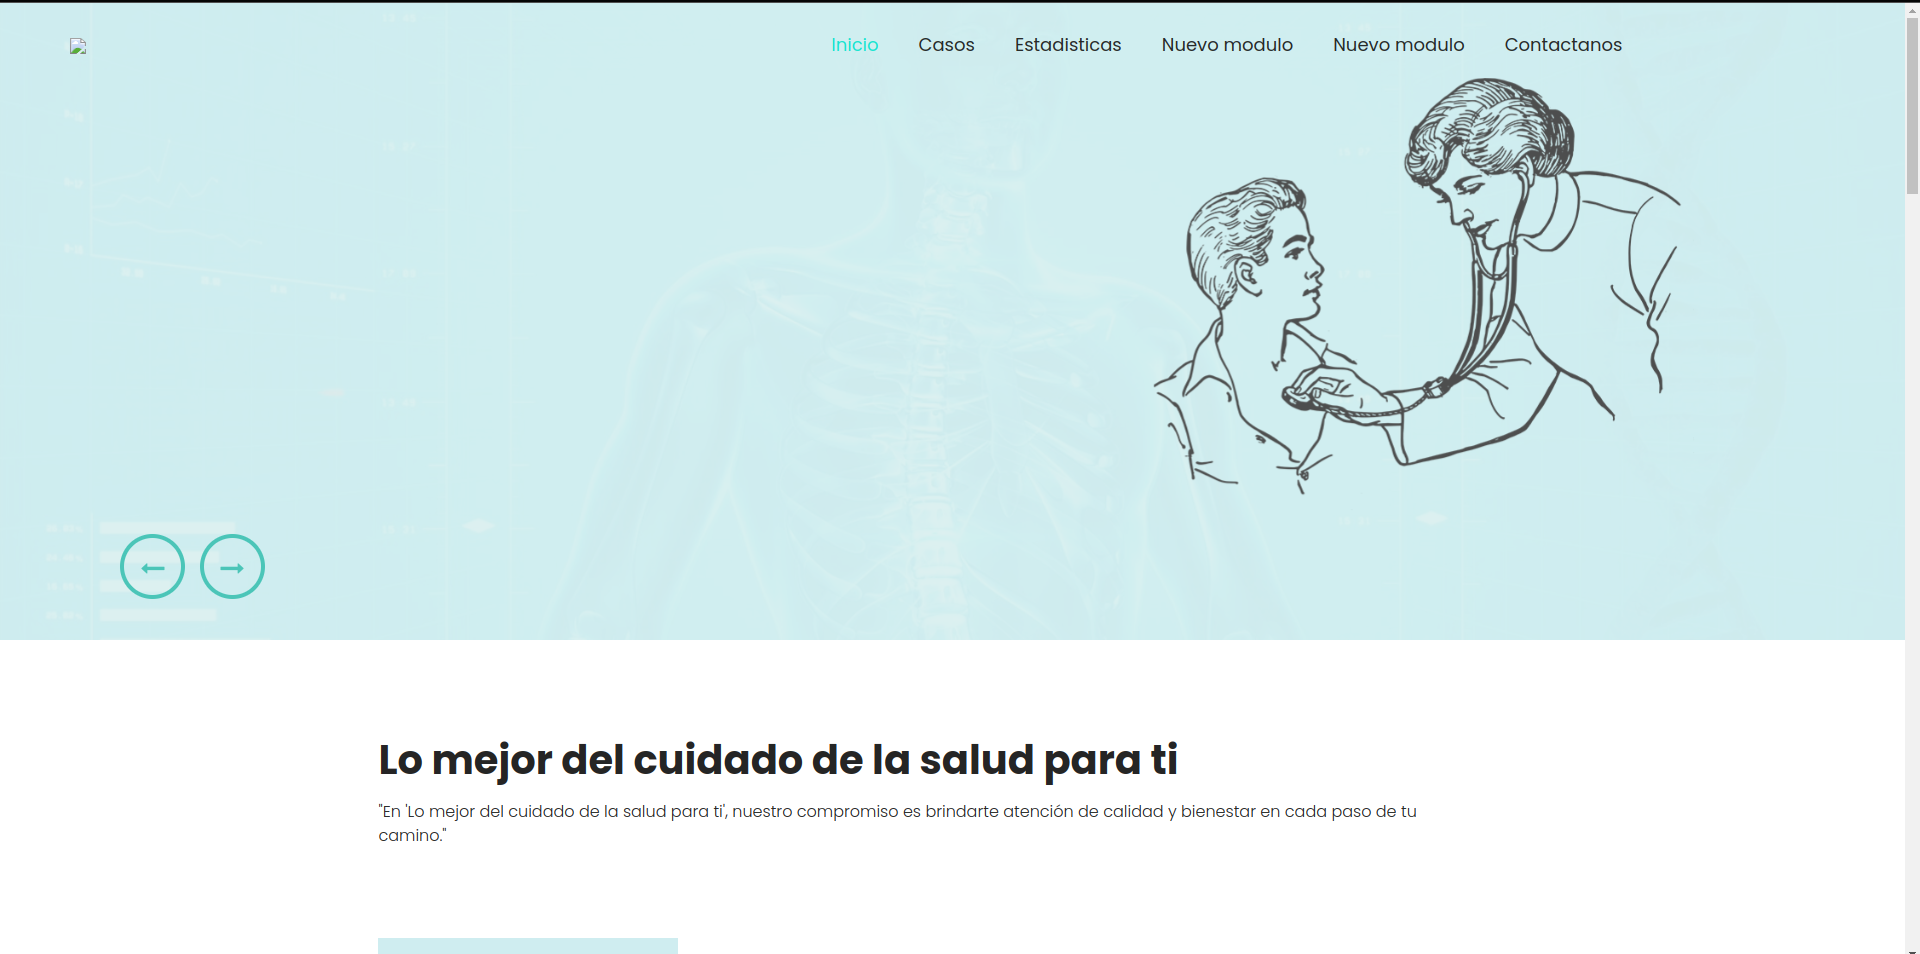 Inicio Casos Estadisticas Nuevo modulo Nuevo modulo Contactanos
Lo mejor del cuidado de la salud para ti
"En 'Lo mejor del cuidado de la salud para ti', nuestro compromiso es brindarte atención de calidad y bienestar en cada paso de tu
camino."